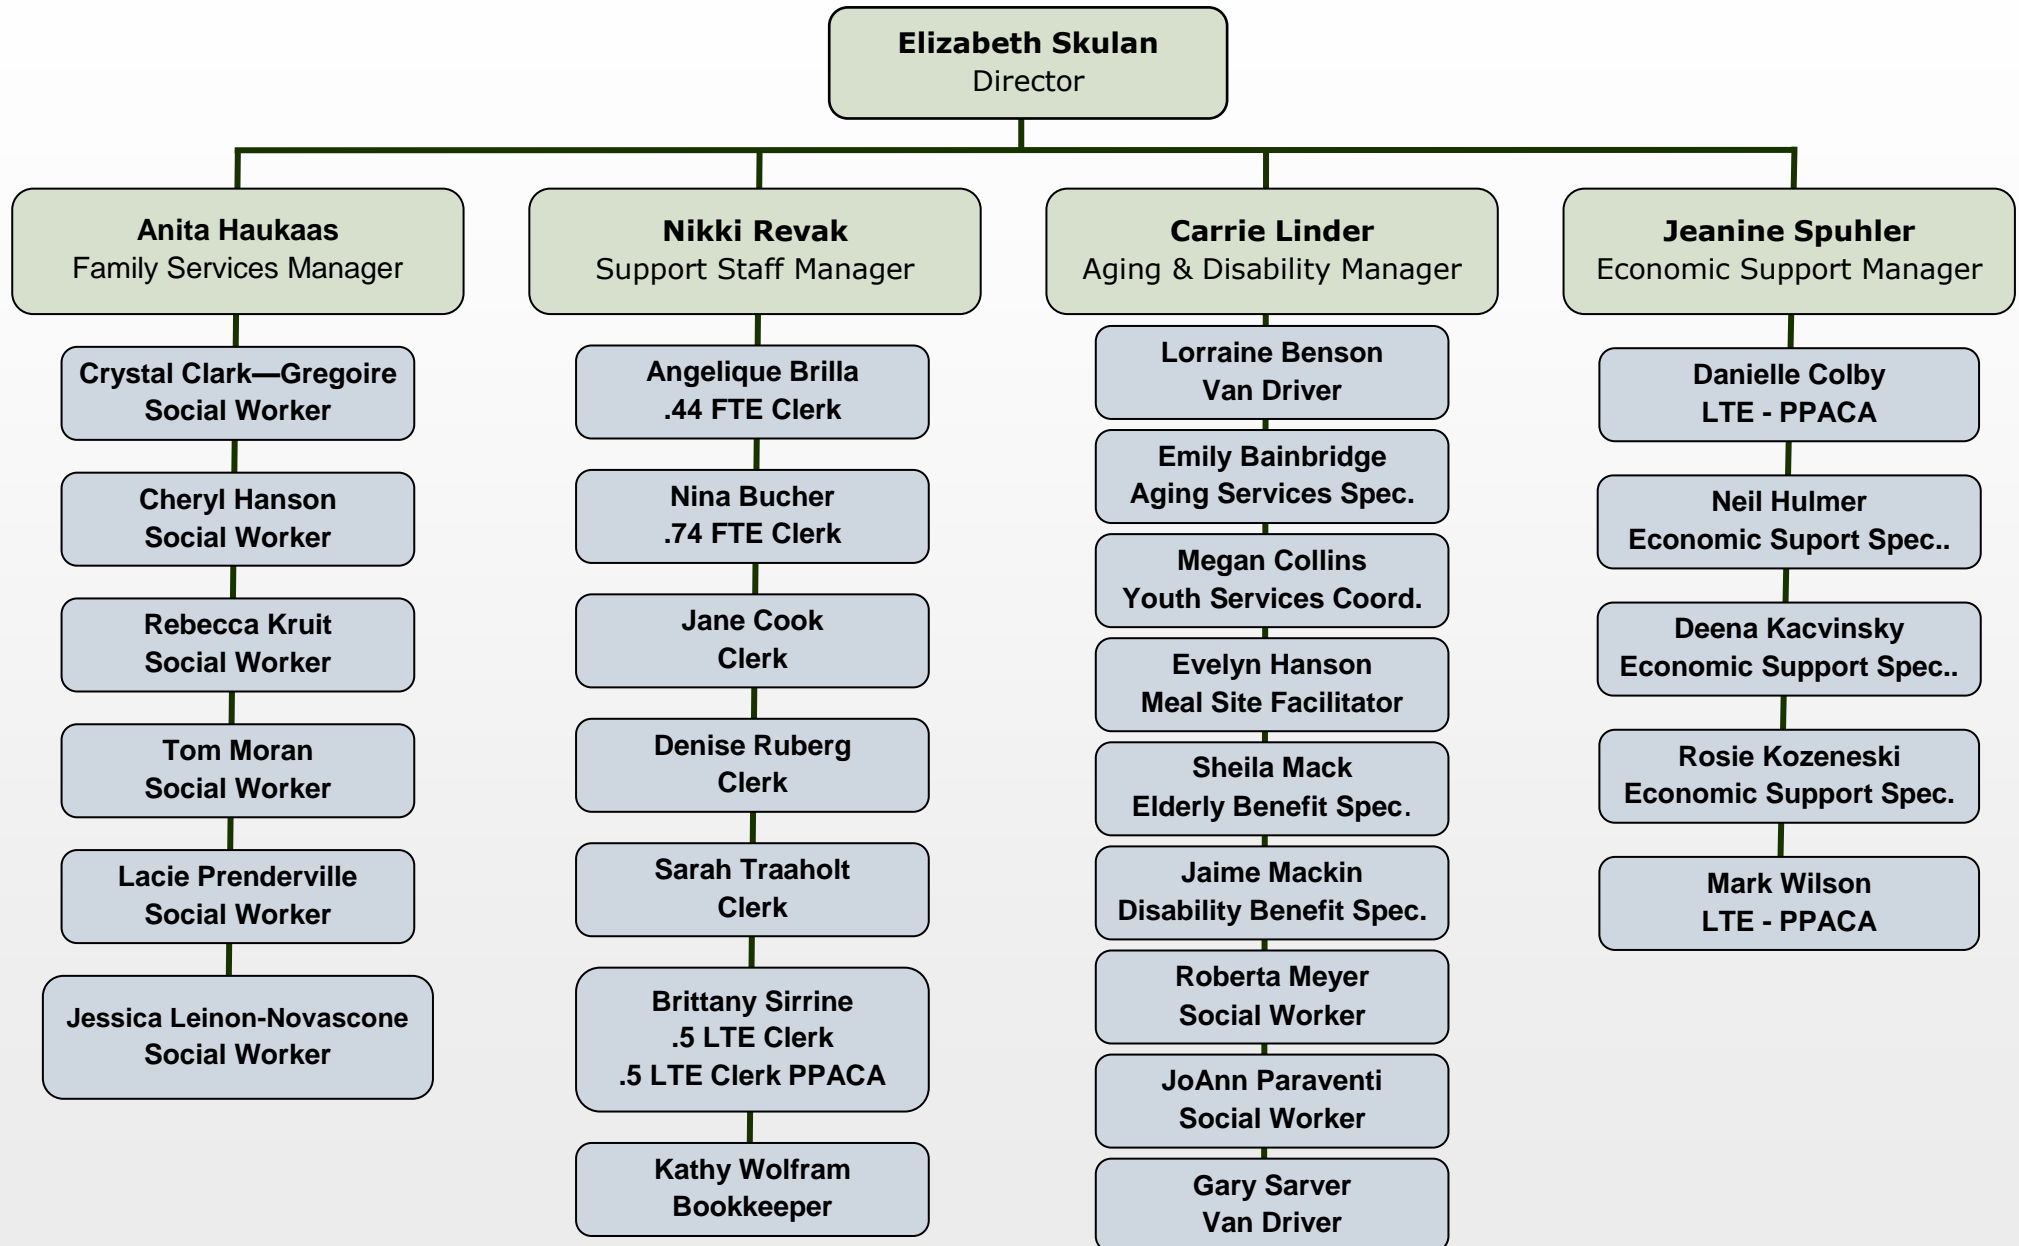 Elizabeth Skulan
Director
Anita Haukaas
Family Services Manager
Crystal Clark—Gregoire
Social Worker
Cheryl Hanson
Social Worker
Rebecca Kruit
Social Worker
Tom Moran
Social Worker
Lacie Prenderville
Social Worker
Jessica Leinon-Novascone
Social Worker
Nikki Revak
Support Staff Manager
Angelique Brilla
.44 FTE Clerk
Nina Bucher
.74 FTE Clerk
Jane Cook
Clerk
Denise Ruberg
Clerk
Sarah Traaholt
Clerk
Brittany Sirrine
.5 LTE Clerk
.5 LTE Clerk PPACA
Kathy Wolfram
Bookkeeper
Carrie Linder
Aging & Disability Manager
Lorraine Benson
Van Driver
Emily Bainbridge
Aging Services Spec.
Megan Collins
Youth Services Coord.
Evelyn Hanson
Meal Site Facilitator
Sheila Mack
Elderly Benefit Spec.
Jaime Mackin
Disability Benefit Spec.
Roberta Meyer
Social Worker
JoAnn Paraventi
Social Worker
Gary Sarver
Van Driver
Jeanine Spuhler
Economic Support Manager
Danielle Colby
LTE - PPACA
Neil Hulmer
Economic Suport Spec..
Deena Kacvinsky
Economic Support Spec..
Rosie Kozeneski
Economic Support Spec.
Mark Wilson
LTE - PPACA